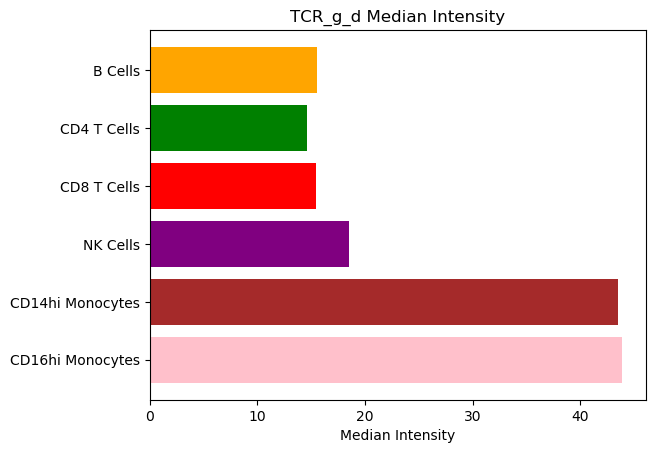 TCR_g_d Median Intensity
B Cells
CD4 T Cells
CD8 T Cells
NK Cells
CD14hi Monocytes
CD16hi Monocytes
0 10 20 30 40
Median Intensity